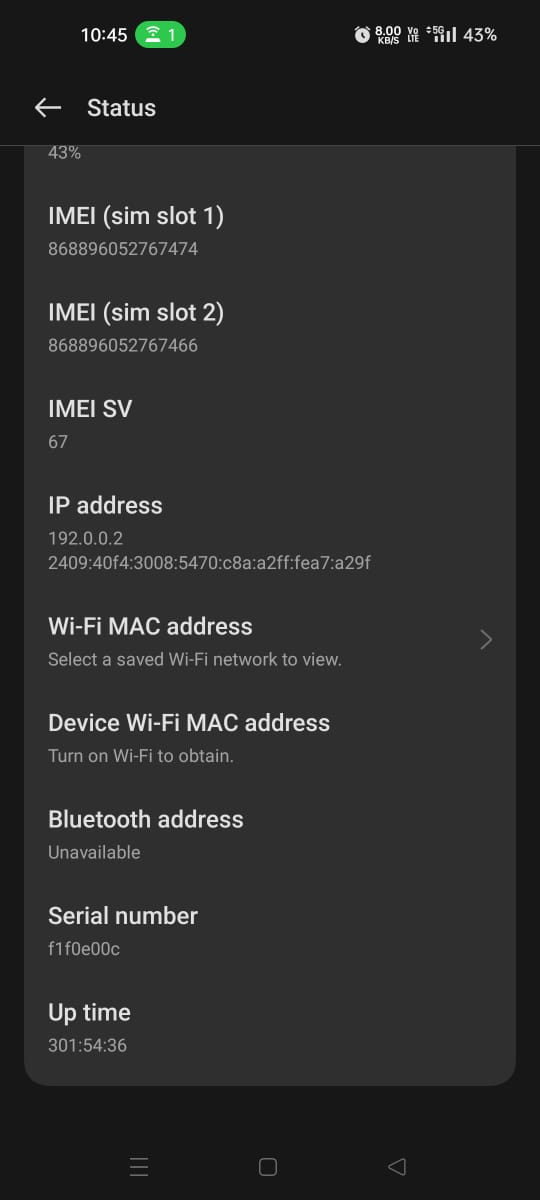 10:45 1 8.00 KB/S Vo LTE 5G 43%
Status
43%
IMEI (sim slot 1)
868896052767474
IMEI (sim slot 2)
868896052767466
IMEI SV
67
IP address
192.0.0.2
2409:40f4:3008:5470:c8a:a2ff:fea7:a29f
Wi-Fi MAC address
Select a saved Wi-Fi network to view.
Device Wi-Fi MAC address
Turn on Wi-Fi to obtain.
Bluetooth address
Unavailable
Serial number
f1f0e00c
Up time
301:54:36